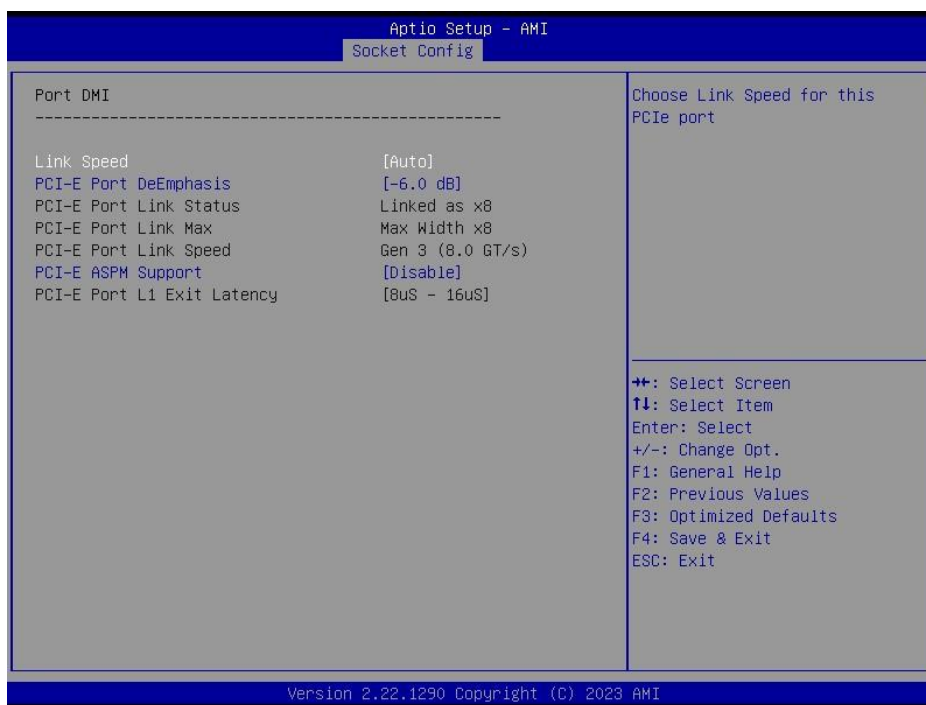 Aptio Setup - AMI
Socket Config
Port DMI
--------------------------------------------------
Link Speed [Auto]
PCI-E Port DeEmphasis [-6.0 dB]
PCI-E Port Link Status Linked as x8
PCI-E Port Link Max Max Width x8
PCI-E Port Link Speed Gen 3 (8.0 GT/s)
PCI-E ASPM Support [Disable]
PCI-E Port L1 Exit Latency [8uS - 16uS]
Choose Link Speed for this
PCIe port
→←: Select Screen
↑↓: Select Item
Enter: Select
+/-: Change Opt.
F1: General Help
F2: Previous Values
F3: Optimized Defaults
F4: Save & Exit
ESC: Exit
Version 2.22.1290 Copyright (C) 2023 AMI